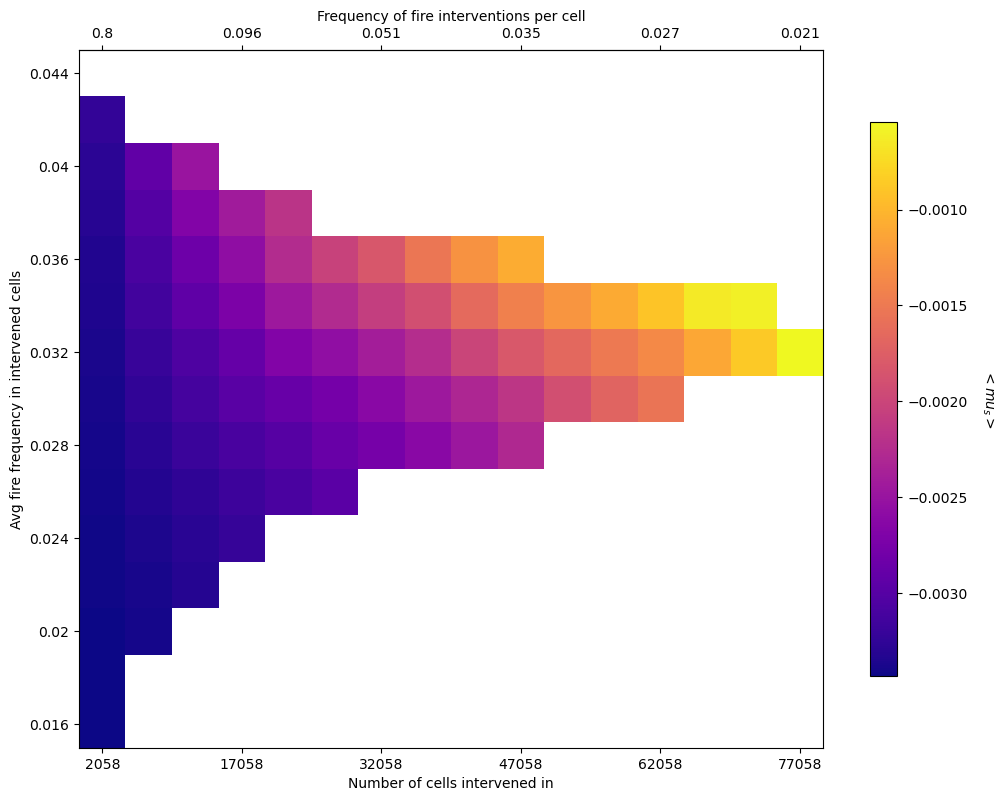 Frequency of fire interventions per cell
0.8 0.096 0.051 0.035 0.027 0.021
0.044
0.04
0.036
0.032
0.028
0.024
0.02
0.016
Avg fire frequency in intervened cells
2058 17058 32058 47058 62058 77058
Number of cells intervened in
−0.0010
−0.0015
−0.0020
−0.0025
−0.0030
< mu_s >